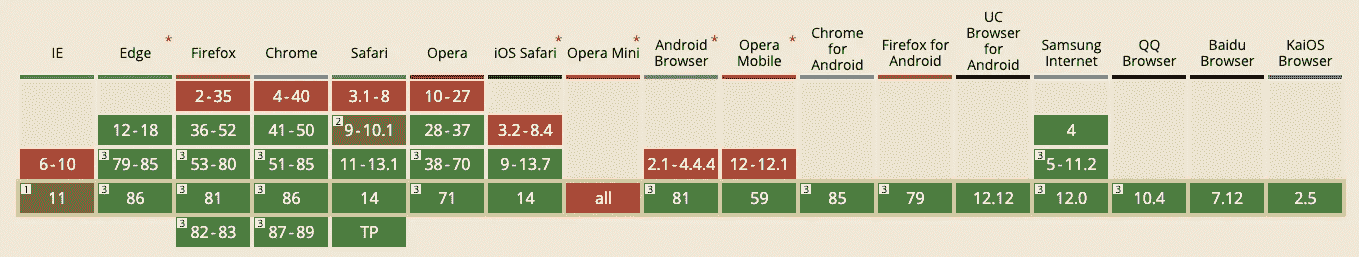 IE Edge * Firefox Chrome Safari Opera iOS Safari * Opera Mini * Android Browser * Opera Mobile * Chrome for Android Firefox for Android UC Browser for Android Samsung Internet QQ Browser Baidu Browser KaiOS Browser
2-35 4-40 3.1-8 10-27
12-18 36-52 41-50 2 9-10.1 28-37 3.2-8.4 4
6-10 3 79-85 3 53-80 3 51-85 11-13.1 3 38-70 9-13.7 2.1-4.4.4 12-12.1 3 5-11.2
1 11 3 86 3 81 3 86 14 3 71 14 all 3 81 59 3 85 3 79 12.12 3 12.0 3 10.4 7.12 2.5
3 82-83 3 87-89 TP